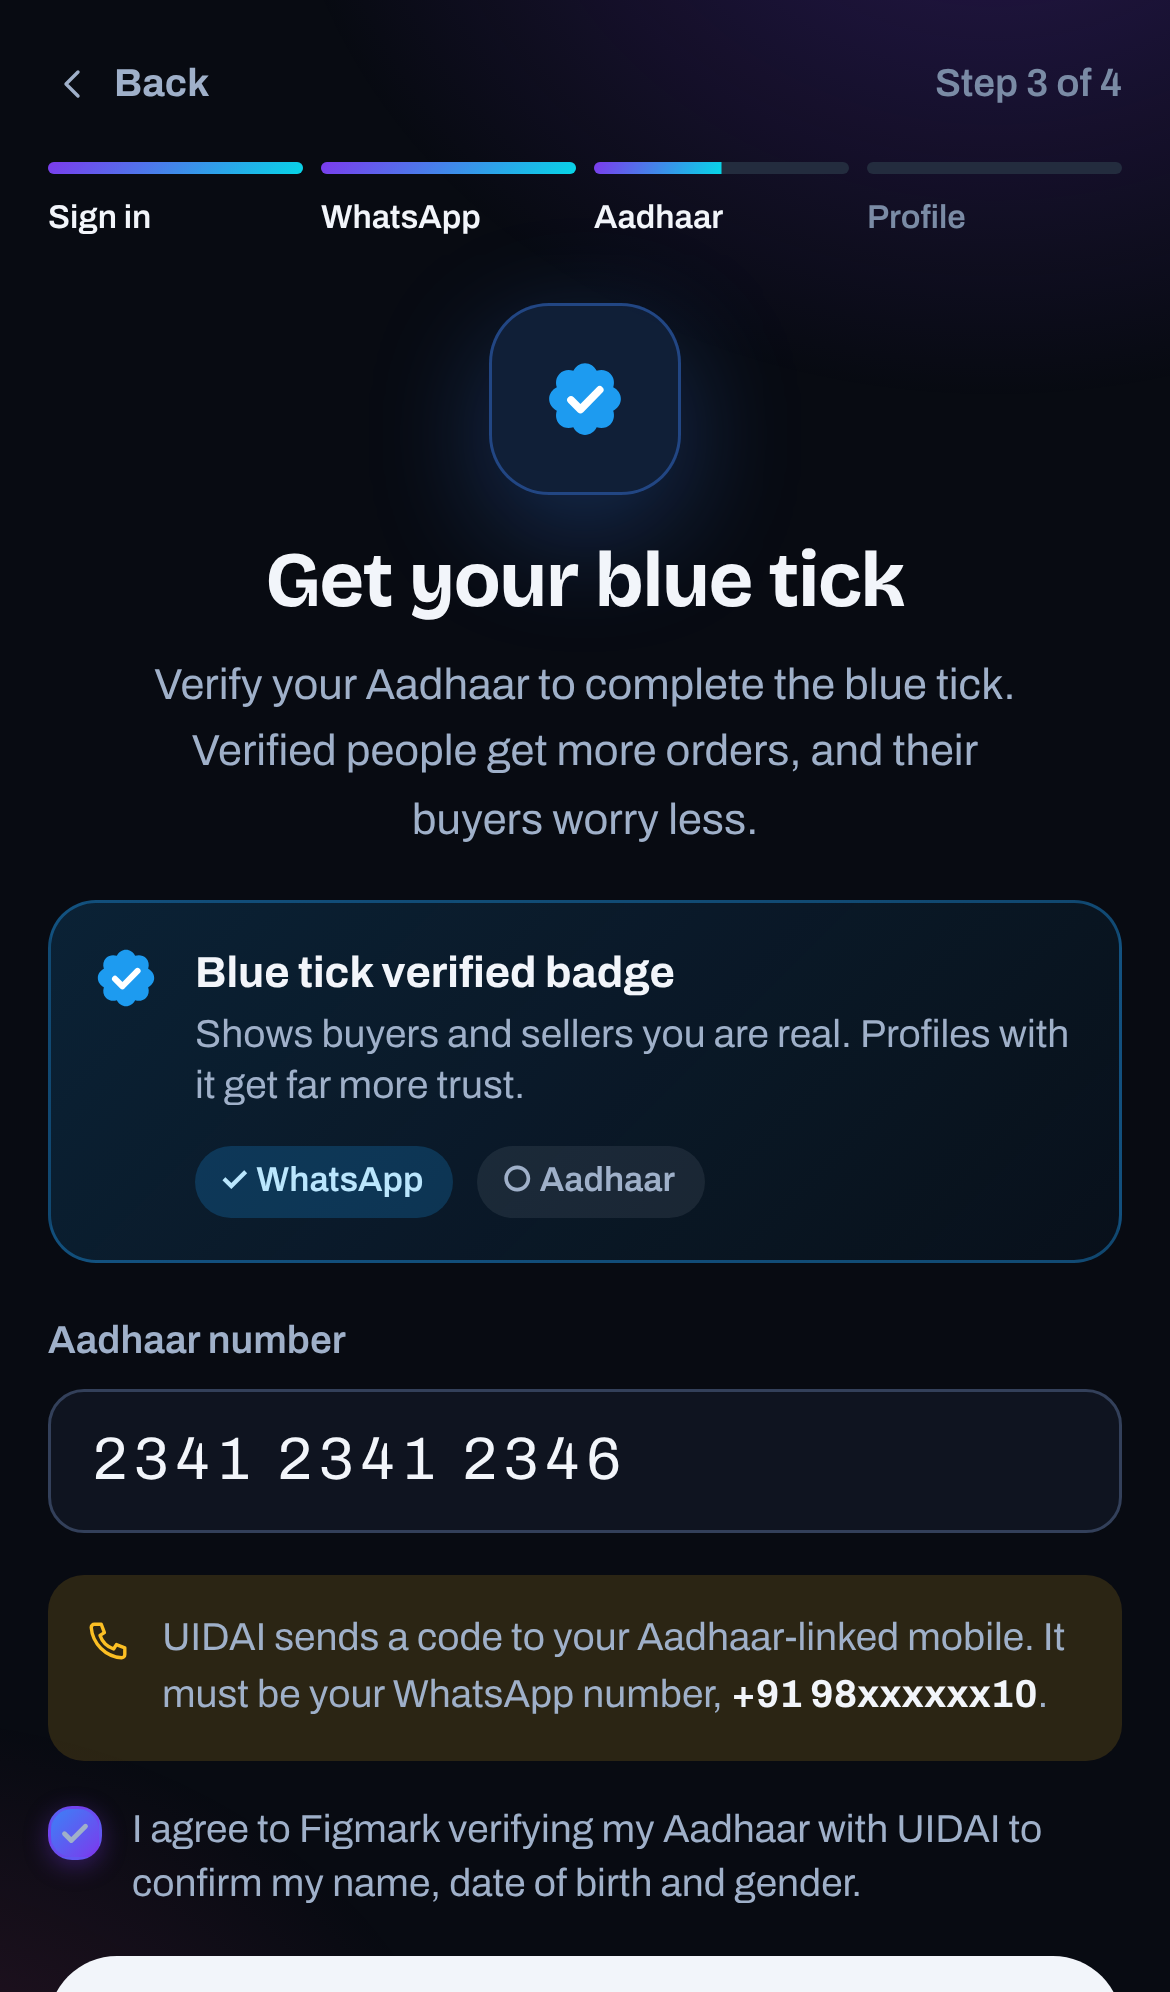 Back
Step 3 of 4
Sign in
WhatsApp
Aadhaar
Profile
Get your blue tick
Verify your Aadhaar to complete the blue tick.
Verified people get more orders, and their
buyers worry less.
Blue tick verified badge
Shows buyers and sellers you are real. Profiles with
it get far more trust.
WhatsApp
Aadhaar
Aadhaar number
2341 2341 2346
UIDAI sends a code to your Aadhaar-linked mobile. It
must be your WhatsApp number, +91 98xxxxxx10.
I agree to Figmark verifying my Aadhaar with UIDAI to
confirm my name, date of birth and gender.